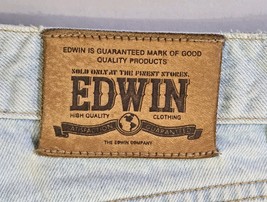 EDWIN IS GUARANTEED MARK OF GOOD
QUALITY PRODUCTS
SOLD ONLY AT THE FINEST STORES.
EDWIN
HIGH QUALITY CLOTHING
GUARANTEED
THE EDWIN COMPANY